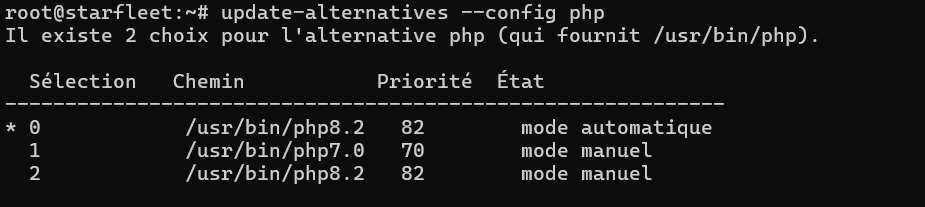 root@starfleet:~# update-alternatives --config php
Il existe 2 choix pour l'alternative php (qui fournit /usr/bin/php).
  Sélection   Chemin           Priorité  État
------------------------------------------------------------
* 0            /usr/bin/php8.2   82        mode automatique
  1            /usr/bin/php7.0   70        mode manuel
  2            /usr/bin/php8.2   82        mode manuel